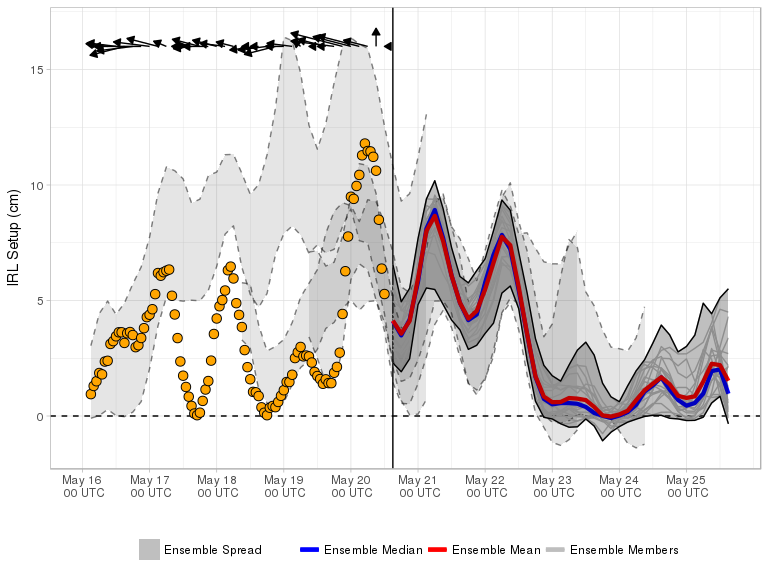 15
10
5
0
IRL Setup (cm)
May 16 May 17 May 18 May 19 May 20 May 21 May 22 May 23 May 24 May 25
00 UTC 00 UTC 00 UTC 00 UTC 00 UTC 00 UTC 00 UTC 00 UTC 00 UTC 00 UTC
Ensemble Spread Ensemble Median Ensemble Mean Ensemble Members